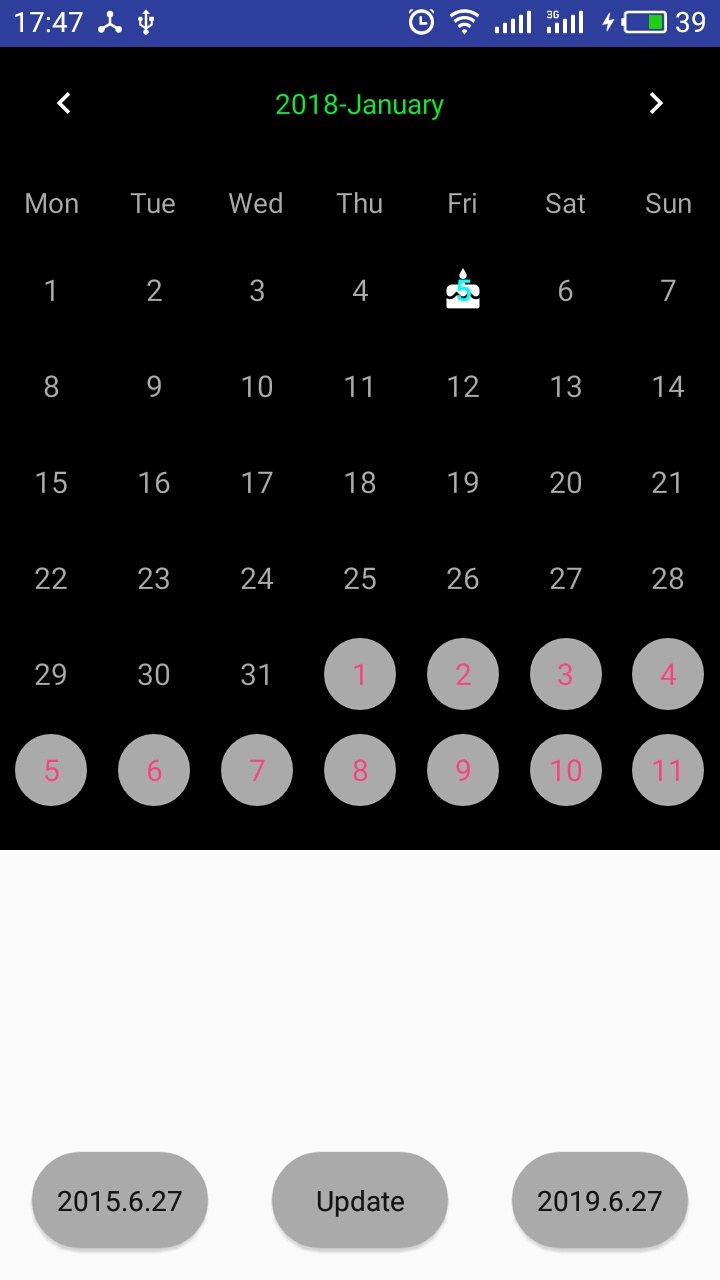 17:47 3G 39
2018-January
Mon Tue Wed Thu Fri Sat Sun
1 2 3 4 5 6 7
8 9 10 11 12 13 14
15 16 17 18 19 20 21
22 23 24 25 26 27 28
29 30 31 1 2 3 4
5 6 7 8 9 10 11
2015.6.27 Update 2019.6.27